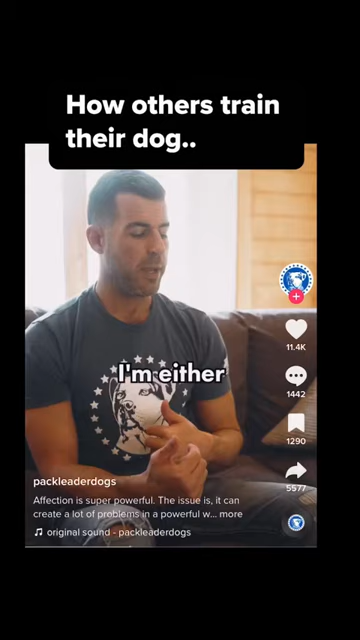 How others train
their dog..
I'm either
11.4K
1442
1290
5577
packleaderdogs
Affection is super powerful. The issue is, it can
create a lot of problems in a powerful w... more
original sound - packleaderdogs